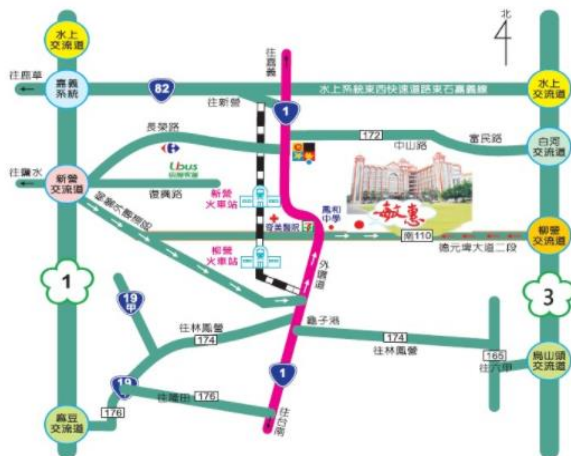 北
往嘉義
水上
交流道
水上
交流道
往鹿草
嘉義
系統
82
水上系統東西快速道路東石嘉義線
往新營
1
長榮路
172
中山路
富民路
白河
交流道
Ubus
往鹽水
新營
交流道
復興路
新營
火車站
鳳和
中學
敏惠
奇美醫院
南110
德元埤大道二段
柳營
交流道
柳營
火車站
外環道
1
3
19
甲
往林鳳營
174
龜子港
174
往林鳳營
165
往六甲
烏山頭
交流道
19
1
176
往隆田
176
麻豆
交流道
往台南